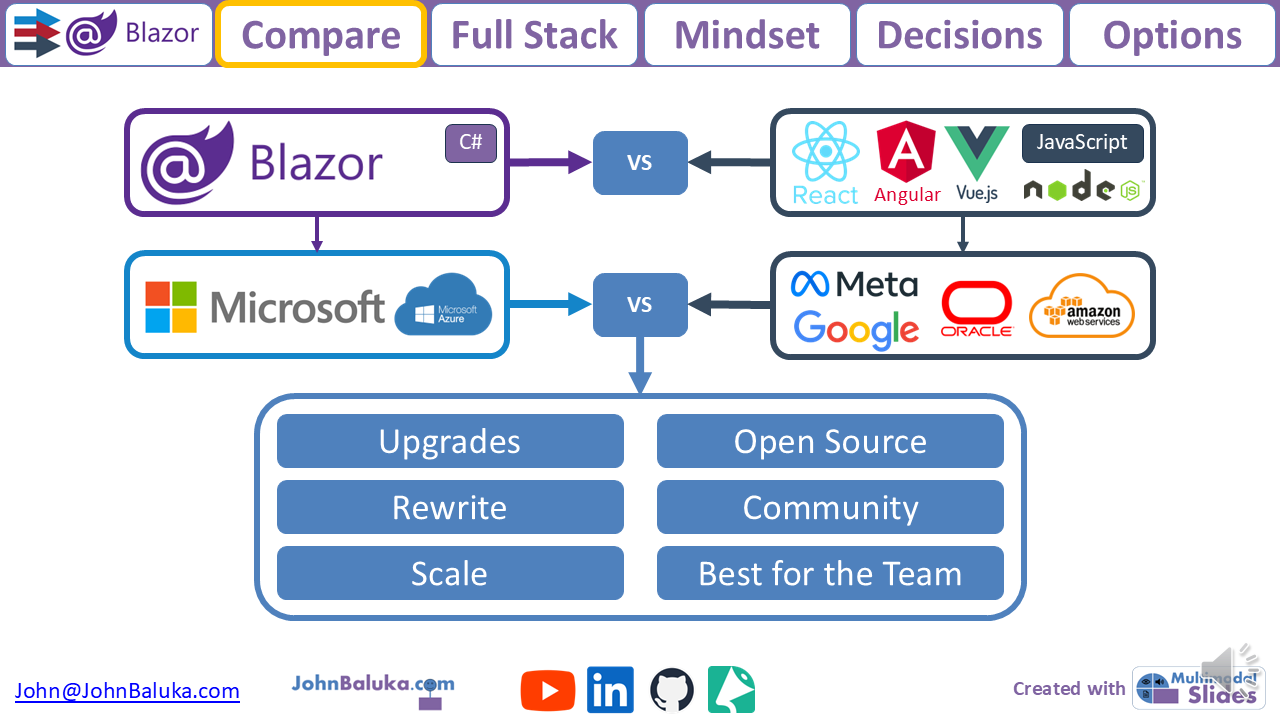 Blazor
Compare
Full Stack
Mindset
Decisions
Options
@ Blazor
C#
VS
React
Angular
Vue.js
JavaScript
node
JS
Microsoft
Microsoft
Azure
VS
Meta
Google
ORACLE
amazon
web services
Upgrades
Open Source
Rewrite
Community
Scale
Best for the Team
John@JohnBaluka.com
JohnBaluka.com
in
Created with
Multimodal
Slides